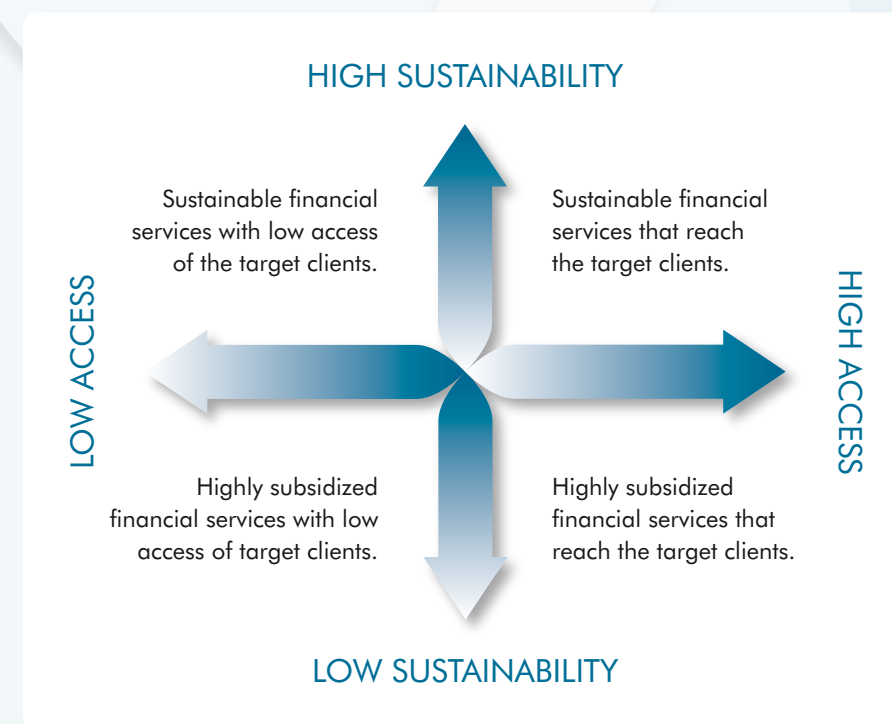 HIGH SUSTAINABILITY
Sustainable financial
services with low access
of the target clients.
Sustainable financial
services that reach
the target clients.
LOW ACCESS
HIGH ACCESS
Highly subsidized
financial services with low
access of target clients.
Highly subsidized
financial services that
reach the target clients.
LOW SUSTAINABILITY